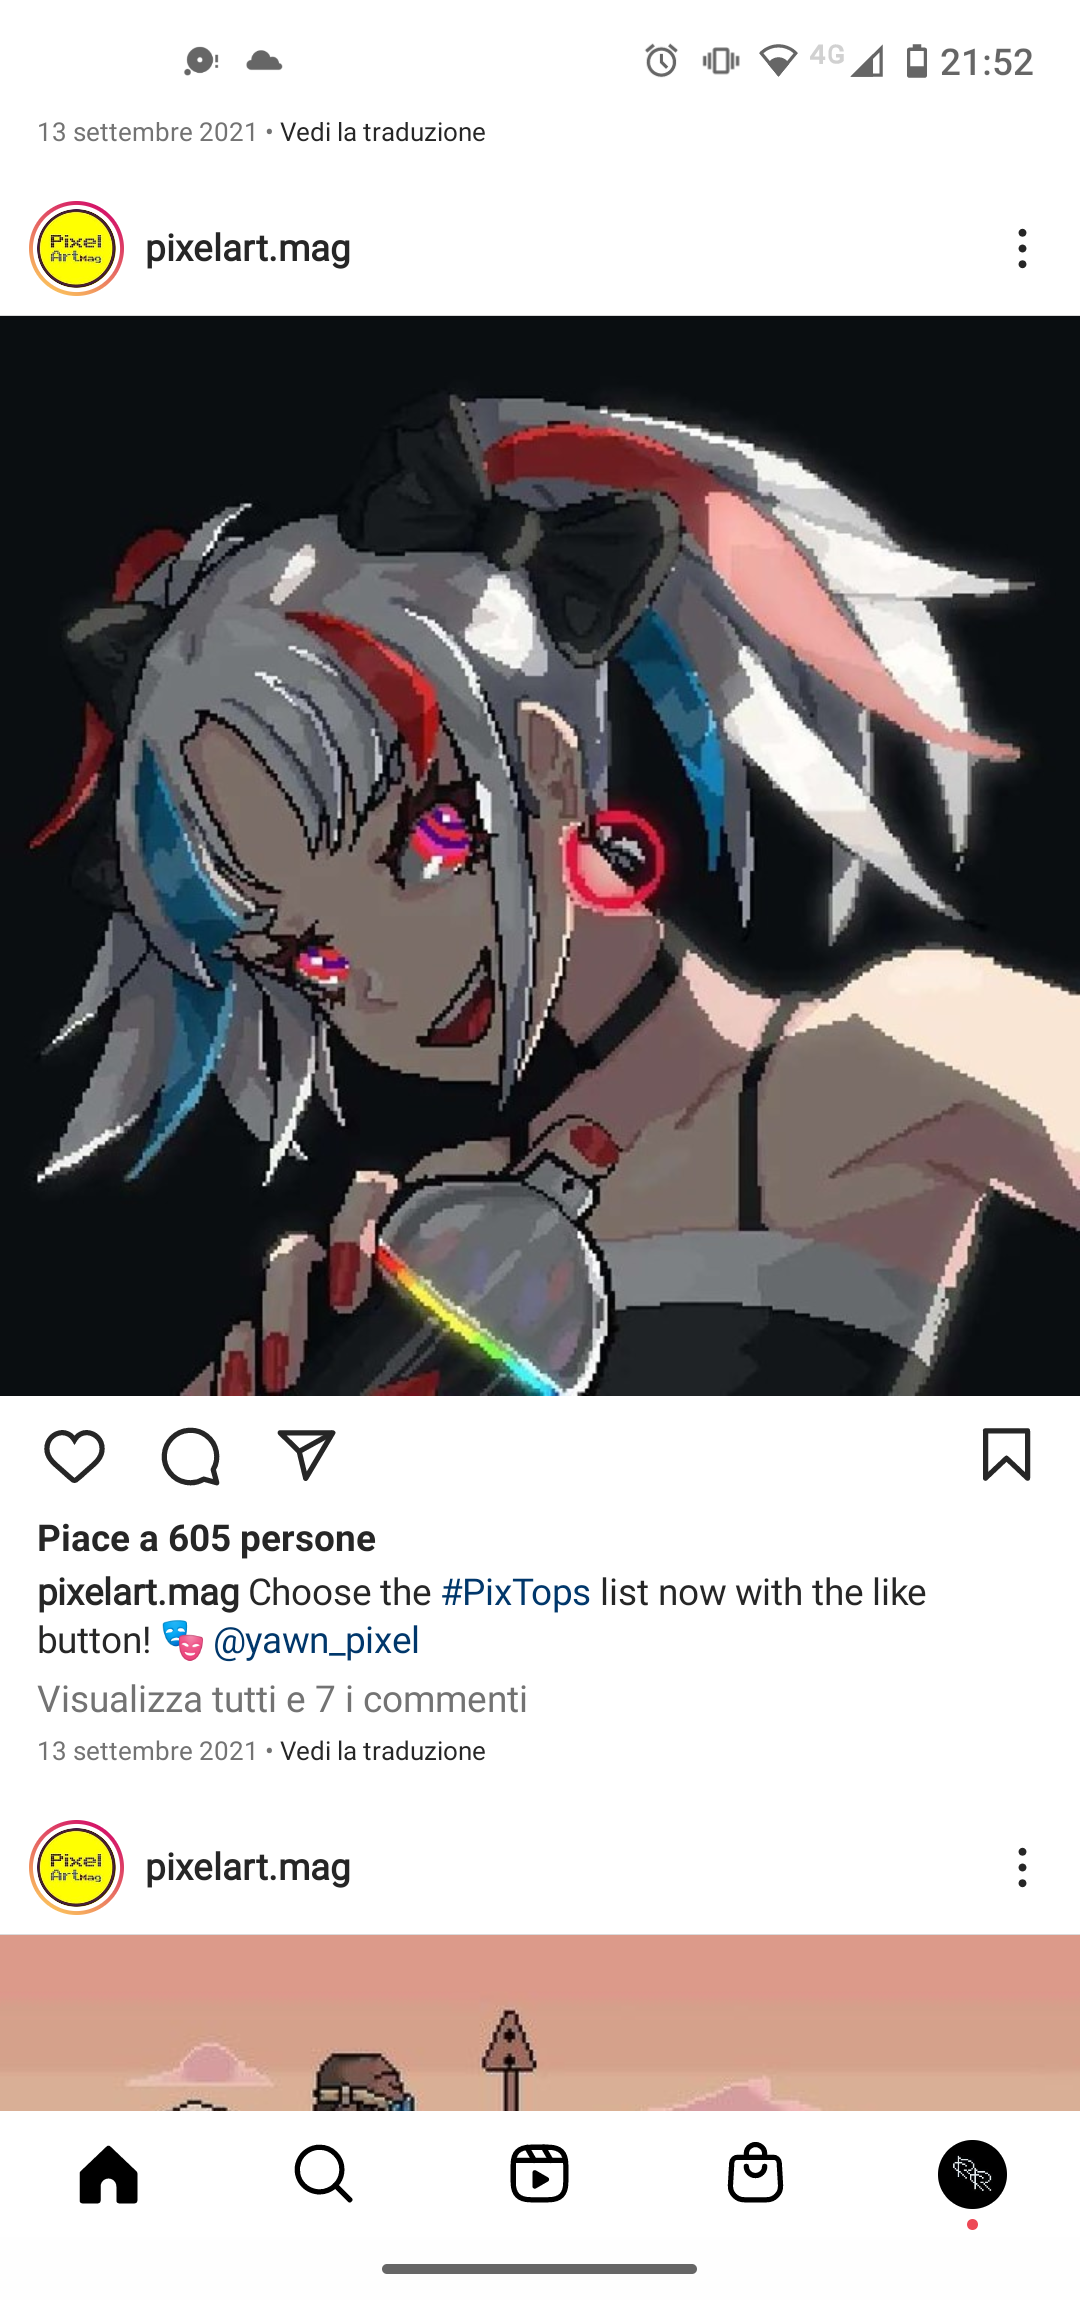 4G 21:52
13 settembre 2021 • Vedi la traduzione
Pixel
ArtMag
pixelart.mag
Piace a 605 persone
pixelart.mag Choose the #PixTops list now with the like
button! 🎭 @yawn_pixel
Visualizza tutti e 7 i commenti
13 settembre 2021 • Vedi la traduzione
Pixel
ArtMag
pixelart.mag
RR